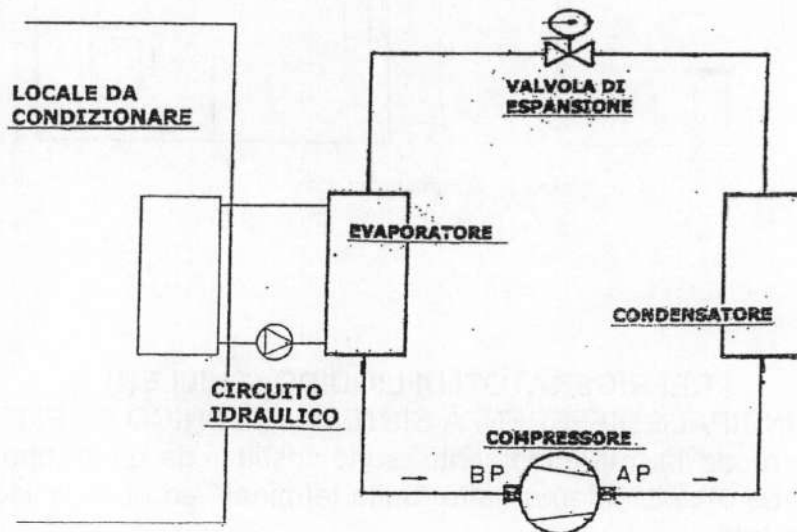 LOCALE DA
CONDIZIONARE
VALVOLA DI
ESPANSIONE
EVAPORATORE
CONDENSATORE
CIRCUITO
IDRAULICO
COMPRESSORE
BP
AP